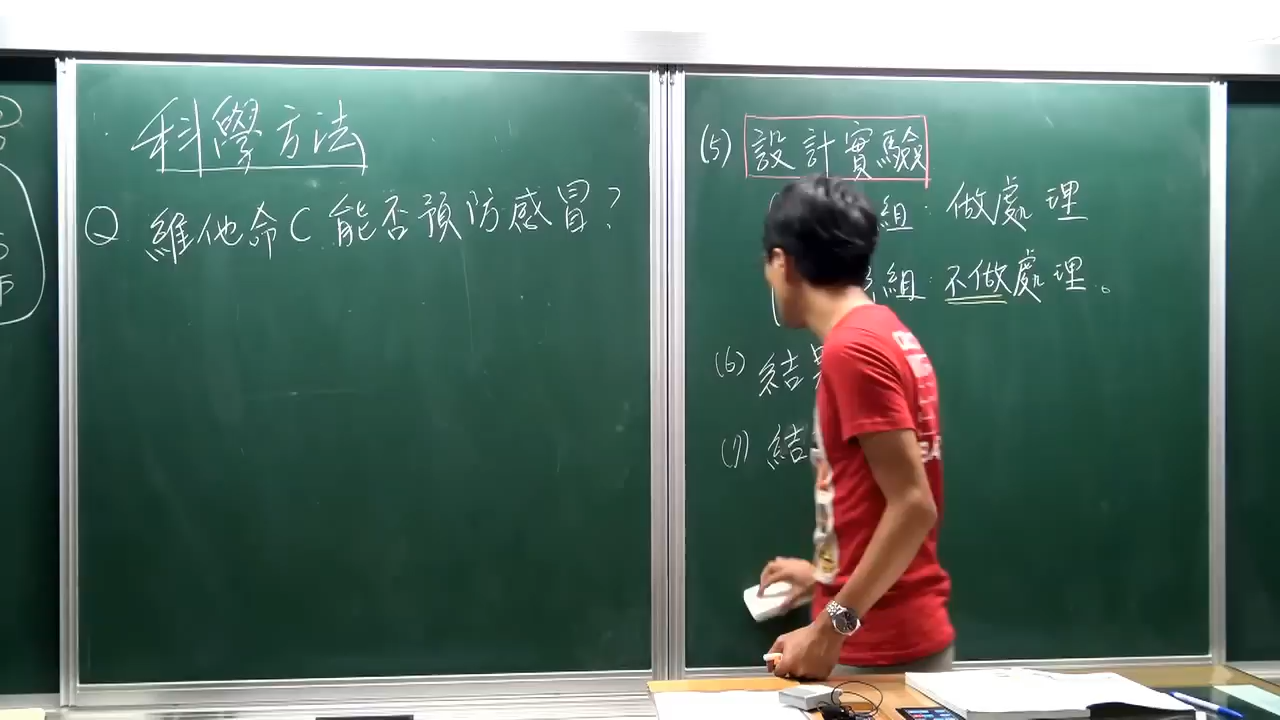 科學方法
Q 維他命C能否預防感冒？
(5) 設計實驗
組：做處理
組：不做處理。
(6) 結
(7) 結